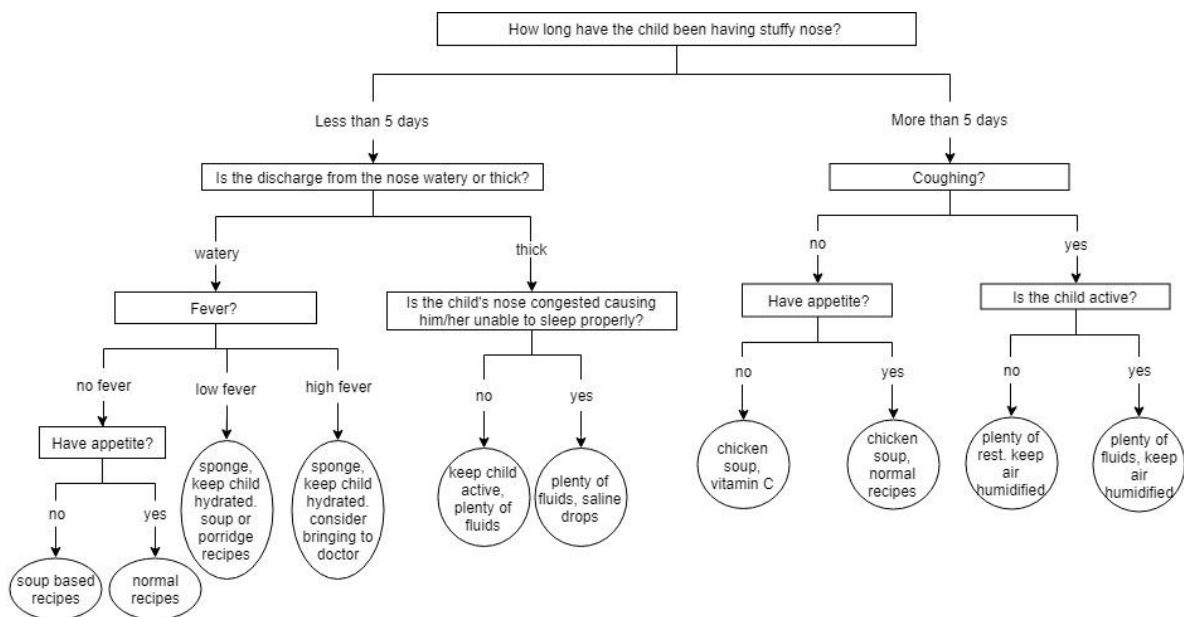 How long have the child been having stuffy nose?
Less than 5 days
More than 5 days
Is the discharge from the nose watery or thick?
Coughing?
watery
thick
no
yes
Fever?
Is the child's nose congested causing
him/her unable to sleep properly?
Have appetite?
Is the child active?
no fever
low fever
high fever
no
yes
no
yes
no
yes
Have appetite?
sponge,
keep child
hydrated.
soup or
porridge
recipes
sponge,
keep child
hydrated.
consider
bringing to
doctor
keep child
active,
plenty of
fluids
plenty of
fluids, saline
drops
chicken
soup,
vitamin C
chicken
soup,
normal
recipes
plenty of
rest. keep
air
humidified
plenty of
fluids, keep
air
humidified
no
yes
soup based
recipes
normal
recipes